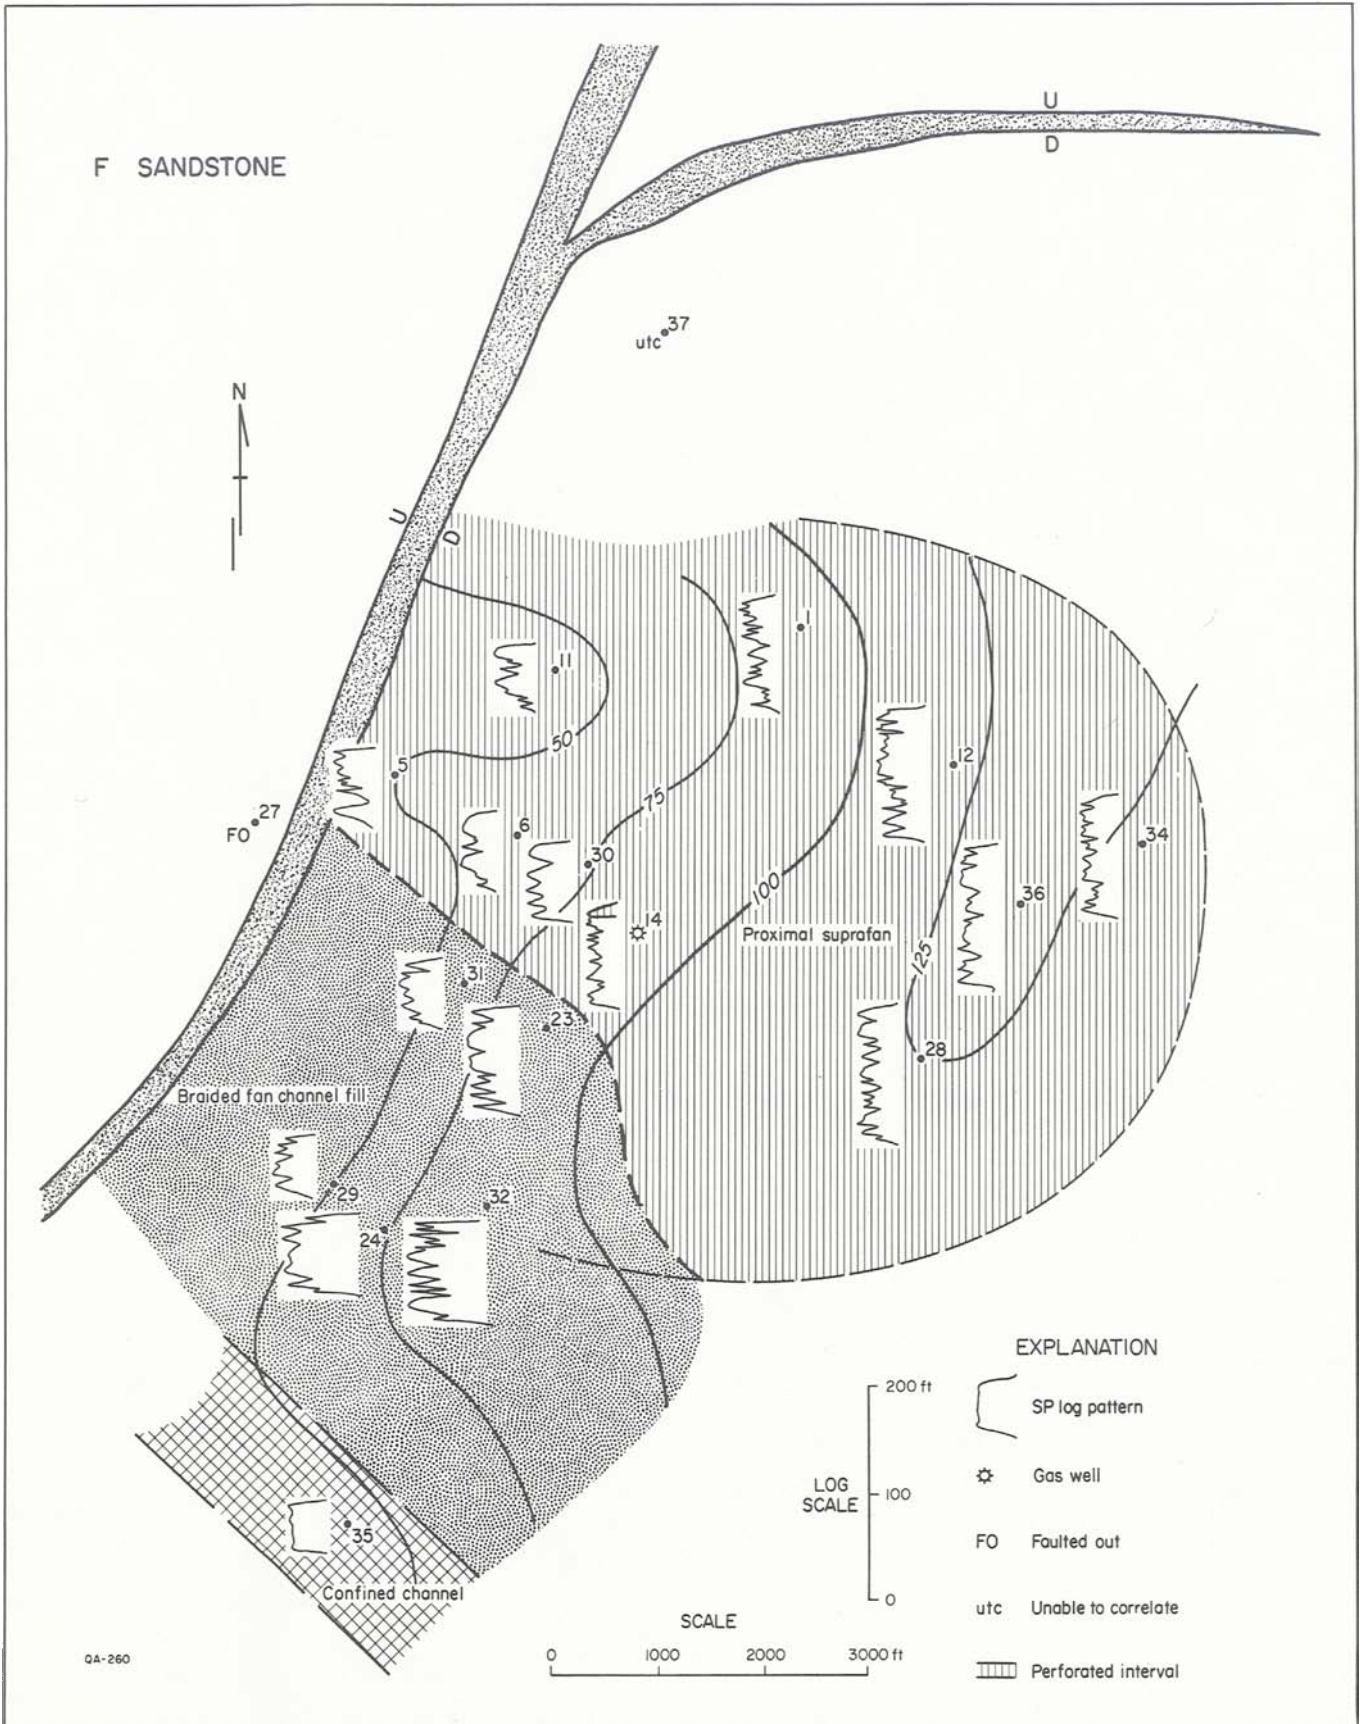 U
D
F SANDSTONE
37
utc
N
U
D
1
11
50
12
5
75
27
FO
6
34
30
100
36
14
Proximal suprafan
125
31
23
28
Braided fan channel fill
29
32
24
EXPLANATION
200 ft
SP log pattern
LOG
SCALE
100
Gas well
35
FO Faulted out
Confined channel
0
utc Unable to correlate
SCALE
QA-260
0 1000 2000 3000 ft
Perforated interval